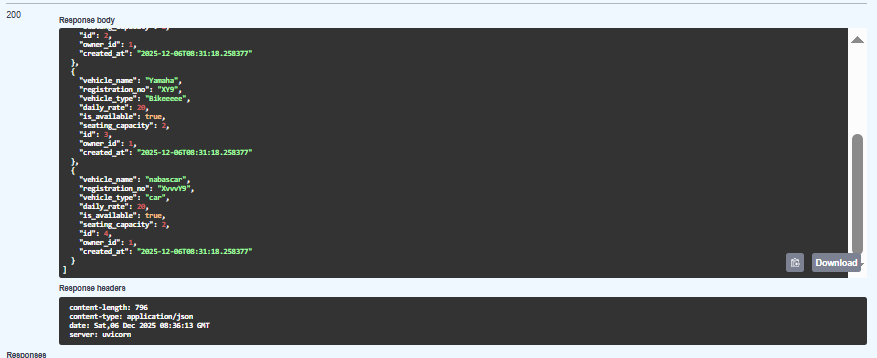 200
Response body
"id": 2,
"owner_id": 1,
"created_at": "2025-12-06T08:31:18.258377"
},
{
"vehicle_name": "Yamaha",
"registration_no": "XY9",
"vehicle_type": "Bikeeeee",
"daily_rate": 20,
"is_available": true,
"seating_capacity": 2,
"id": 3,
"owner_id": 1,
"created_at": "2025-12-06T08:31:18.258377"
},
{
"vehicle_name": "nabascar",
"registration_no": "XvvvY9",
"vehicle_type": "car",
"daily_rate": 20,
"is_available": true,
"seating_capacity": 2,
"id": 4,
"owner_id": 1,
"created_at": "2025-12-06T08:31:18.258377"
}
]
Download
Response headers
content-length: 796
content-type: application/json
date: Sat,06 Dec 2025 08:36:13 GMT
server: uvicorn
Responses